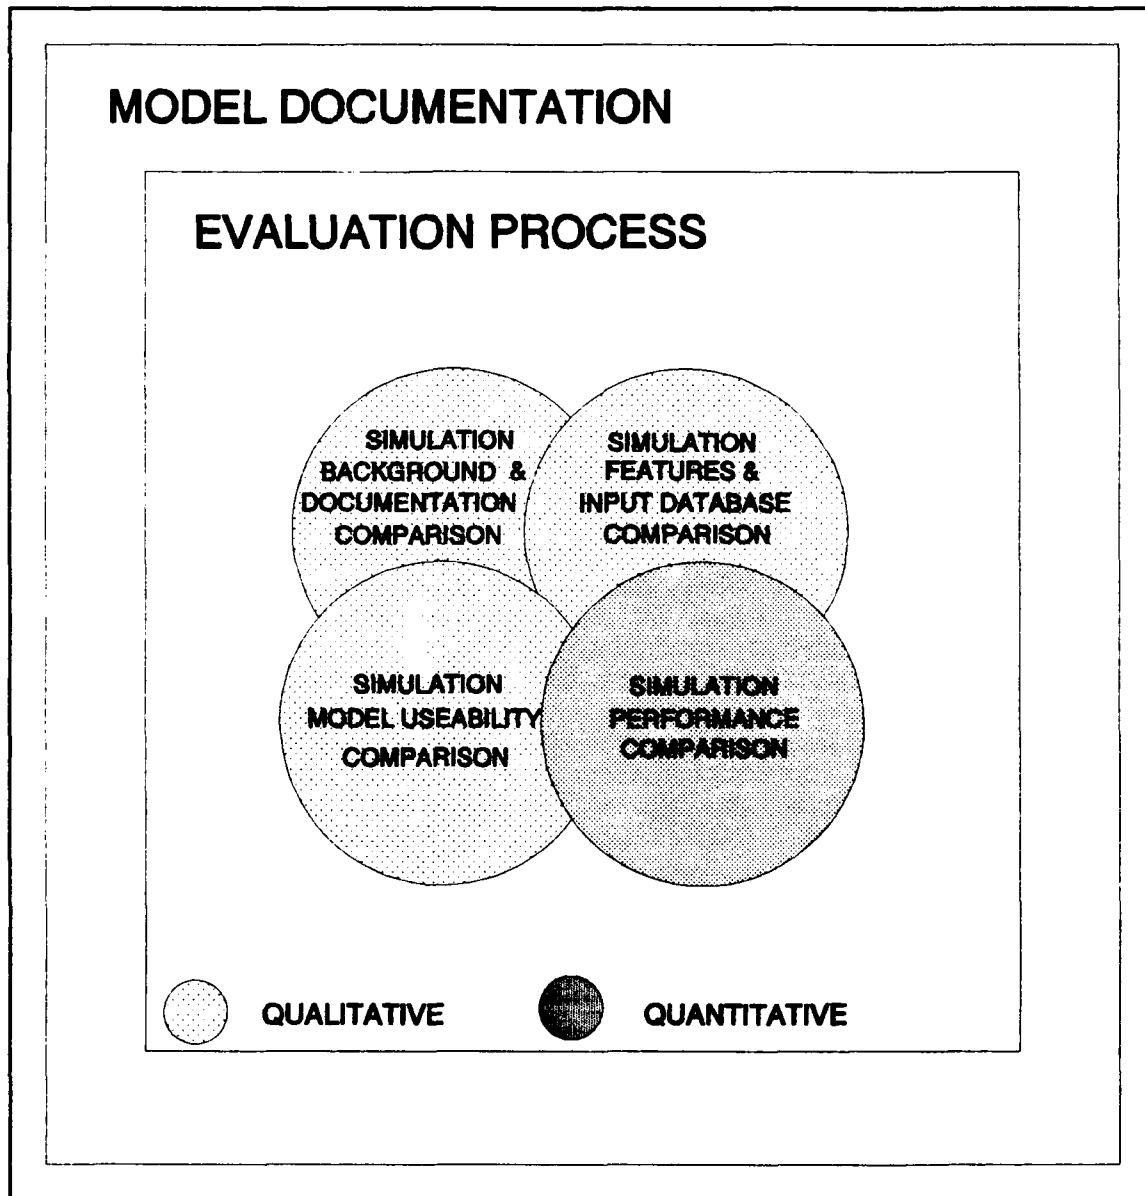 MODEL DOCUMENTATION
EVALUATION PROCESS
SIMULATION
BACKGROUND &
DOCUMENTATION
COMPARISON
SIMULATION
FEATURES &
INPUT DATABASE
COMPARISON
SIMULATION
MODEL USEABILITY
COMPARISON
SIMULATION
PERFORMANCE
COMPARISON
QUALITATIVE
QUANTITATIVE